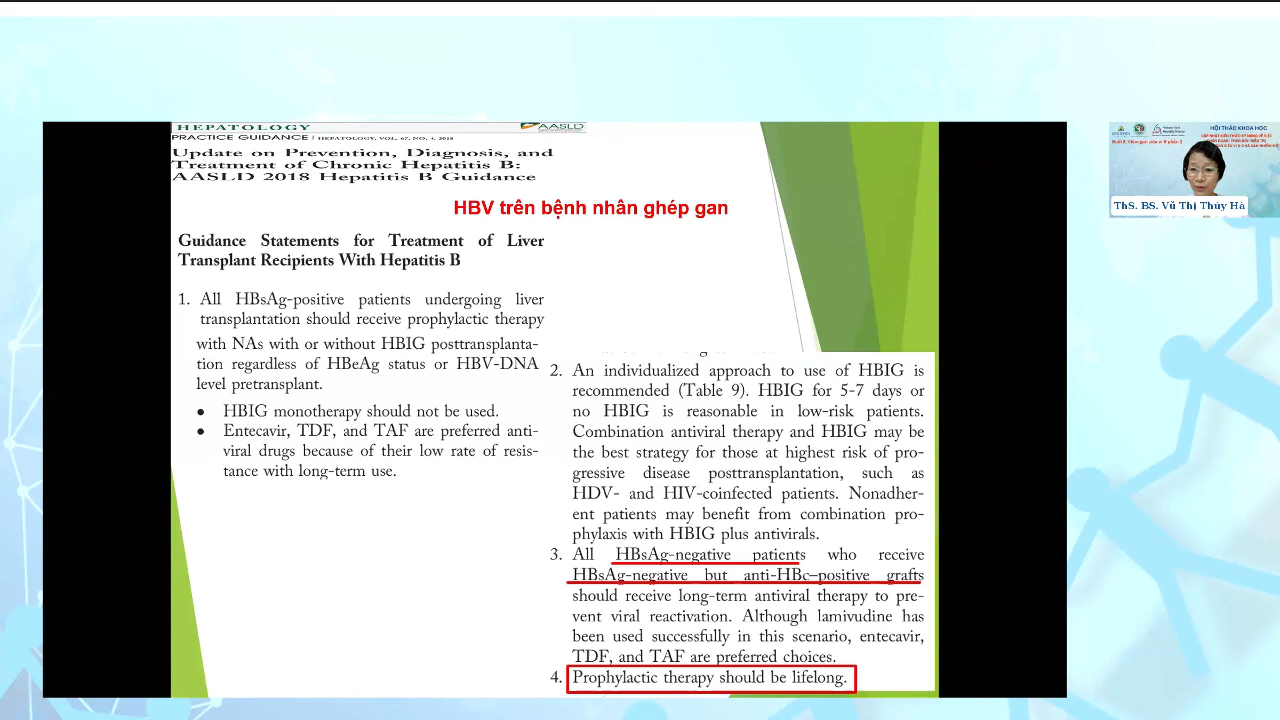 HEPATOLOGY
AASLD
PRACTICE GUIDANCE | HEPATOLOGY, VOL. 67, NO. 4, 2018
Update on Prevention, Diagnosis, and
Treatment of Chronic Hepatitis B:
AASLD 2018 Hepatitis B Guidance
HBV trên bệnh nhân ghép gan
Guidance Statements for Treatment of Liver
Transplant Recipients With Hepatitis B
1. All HBsAg-positive patients undergoing liver
transplantation should receive prophylactic therapy
with NAs with or without HBIG posttransplanta-
tion regardless of HBeAg status or HBV-DNA
level pretransplant.
● HBIG monotherapy should not be used.
● Entecavir, TDF, and TAF are preferred anti-
viral drugs because of their low rate of resis-
tance with long-term use.
2. An individualized approach to use of HBIG is
recommended (Table 9). HBIG for 5-7 days or
no HBIG is reasonable in low-risk patients.
Combination antiviral therapy and HBIG may be
the best strategy for those at highest risk of pro-
gressive disease posttransplantation, such as
HDV- and HIV-coinfected patients. Nonadher-
ent patients may benefit from combination pro-
phylaxis with HBIG plus antivirals.
3. All HBsAg-negative patients who receive
HBsAg-negative but anti-HBc–positive grafts
should receive long-term antiviral therapy to pre-
vent viral reactivation. Although lamivudine has
been used successfully in this scenario, entecavir,
TDF, and TAF are preferred choices.
4. Prophylactic therapy should be lifelong.
HỘI THẢO KHOA HỌC
ThS. BS. Vũ Thị Thúy Hà